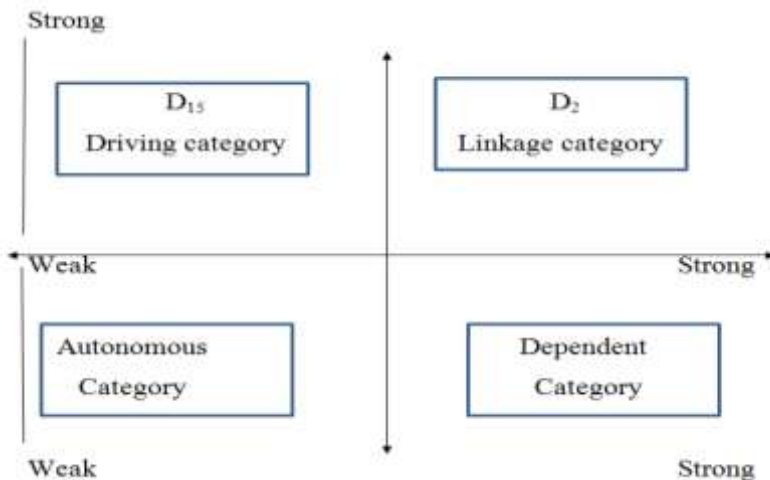 Strong
D₁₅
Driving category
D₂
Linkage category
Weak
Strong
Autonomous
Category
Dependent
Category
Weak
Strong